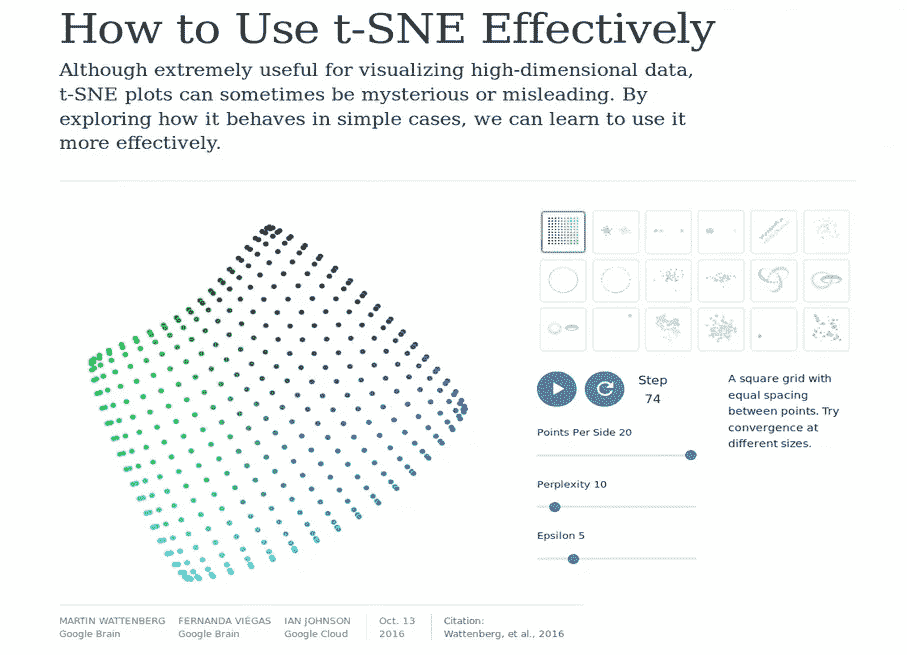 How to Use t-SNE Effectively
Although extremely useful for visualizing high-dimensional data,
t-SNE plots can sometimes be mysterious or misleading. By
exploring how it behaves in simple cases, we can learn to use it
more effectively.
Step
74
A square grid with
equal spacing
between points. Try
convergence at
different sizes.
Points Per Side 20
Perplexity 10
Epsilon 5
MARTIN WATTENBERG
Google Brain
FERNANDA VIÉGAS
Google Brain
IAN JOHNSON
Google Cloud
Oct. 13
2016
Citation:
Wattenberg, et al., 2016